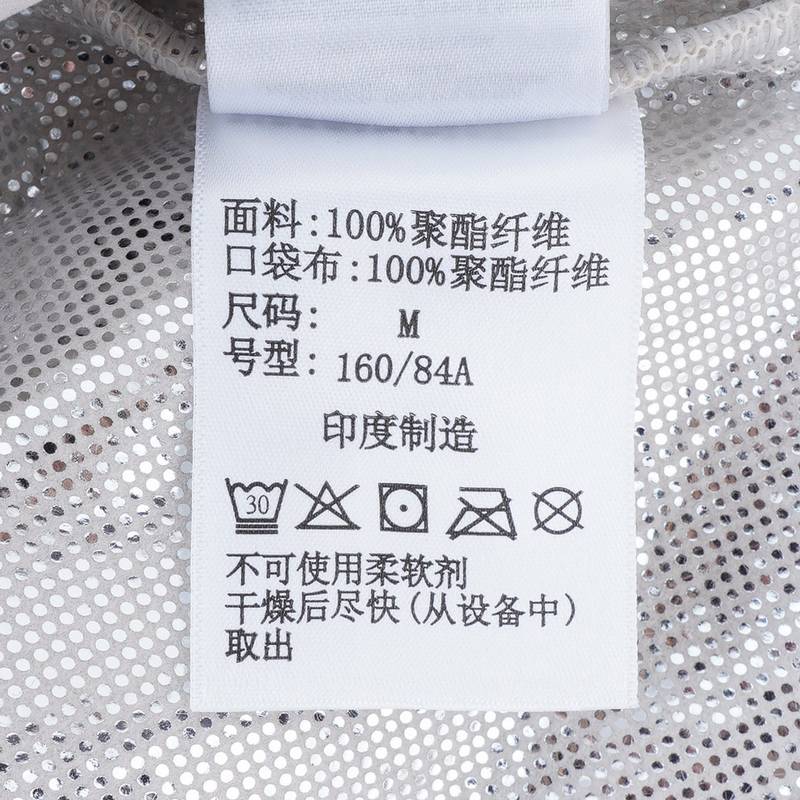 面料:100%聚酯纤维
口袋布:100%聚酯纤维
尺码: M
号型: 160/84A
印度制造
30
不可使用柔软剂
干燥后尽快(从设备中)
取出